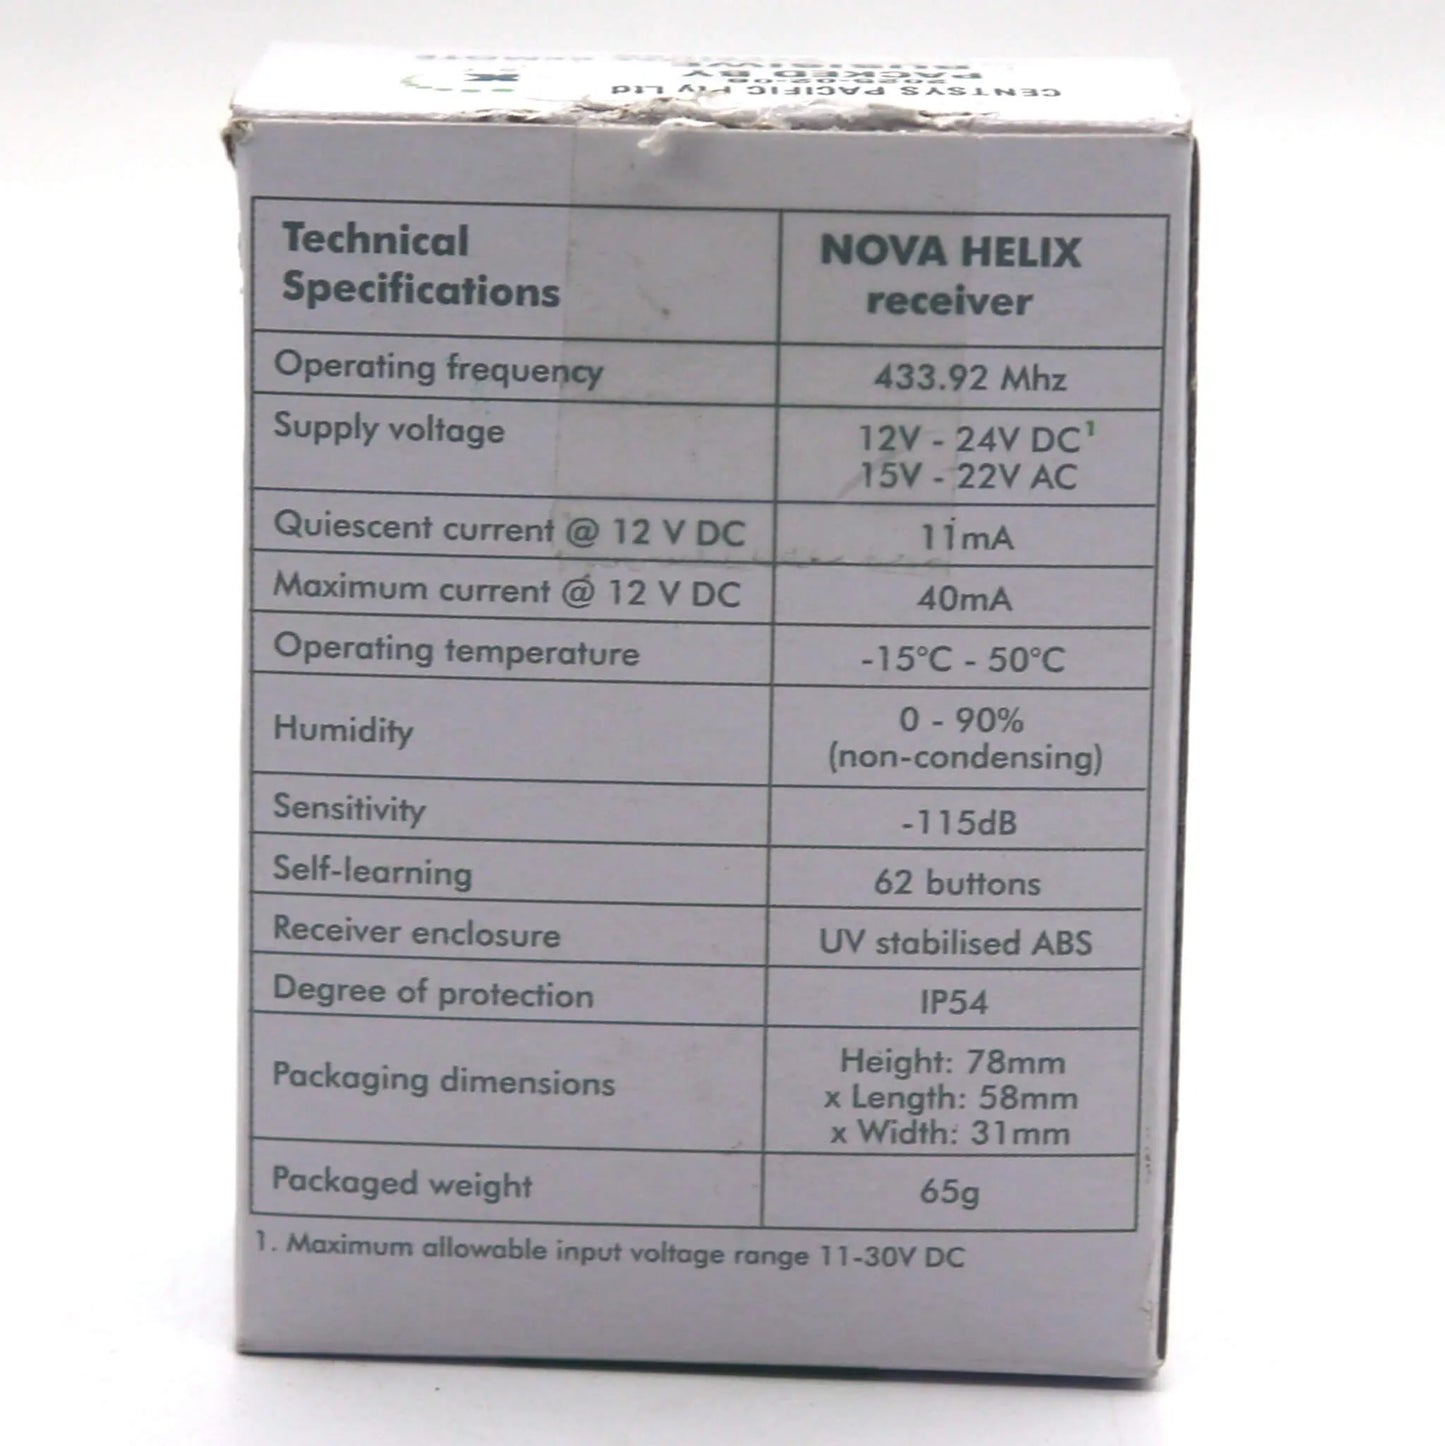 CENTSYS PACIFIC Pty Ltd
PACKED BY
Technical
Specifications
NOVA HELIX
receiver
Operating frequency
433.92 Mhz
Supply voltage
12V - 24V DC¹
15V - 22V AC
Quiescent current @ 12 V DC
11mA
Maximum current @ 12 V DC
40mA
Operating temperature
-15°C - 50°C
Humidity
0 - 90%
(non-condensing)
Sensitivity
-115dB
Self-learning
62 buttons
Receiver enclosure
UV stabilised ABS
Degree of protection
IP54
Packaging dimensions
Height: 78mm
x Length: 58mm
x Width: 31mm
Packaged weight
65g
1. Maximum allowable input voltage range 11-30V DC